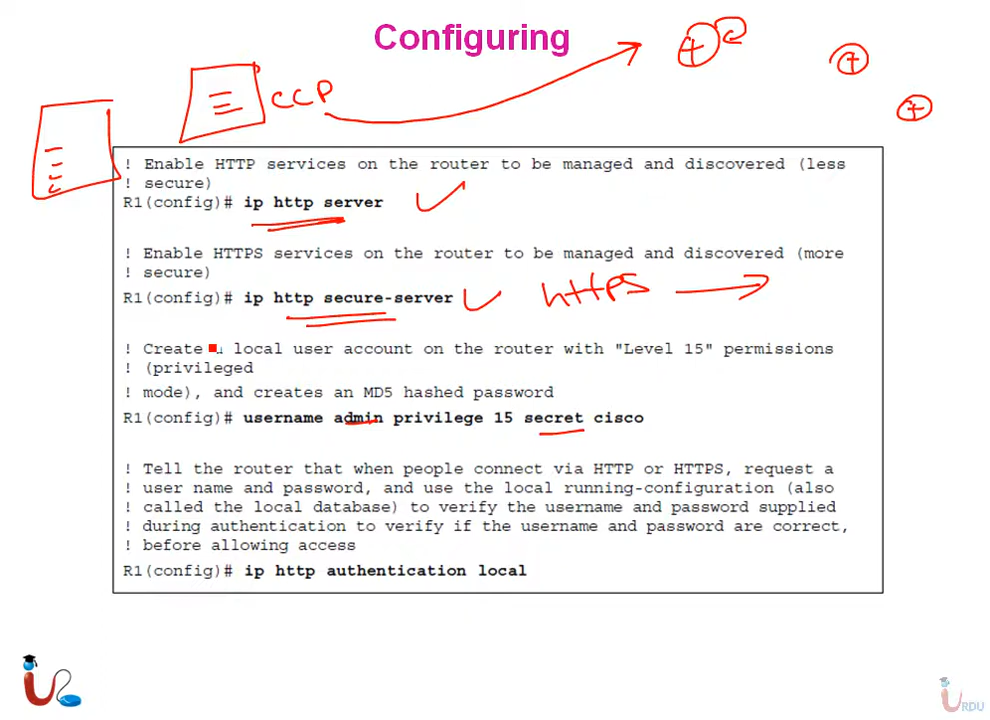 Configuring
CCP
! Enable HTTP services on the router to be managed and discovered (less
! secure)
R1(config)# ip http server
! Enable HTTPS services on the router to be managed and discovered (more
! secure)
R1(config)# ip http secure-server
https
! Create a local user account on the router with "Level 15" permissions
! (privileged
! mode), and creates an MD5 hashed password
R1(config)# username admin privilege 15 secret cisco
! Tell the router that when people connect via HTTP or HTTPS, request a
! user name and password, and use the local running-configuration (also
! called the local database) to verify the username and password supplied
! during authentication to verify if the username and password are correct,
! before allowing access
R1(config)# ip http authentication local
URDU